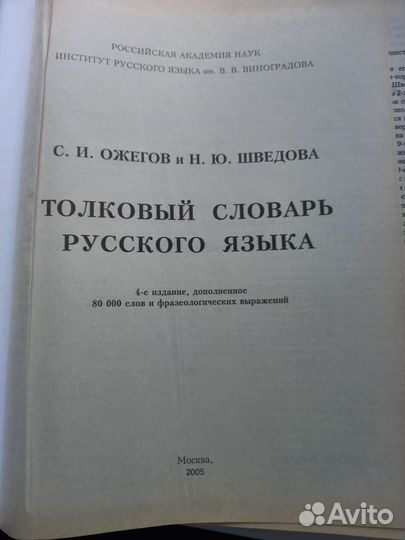 РОССИЙСКАЯ АКАДЕМИЯ НАУК
ИНСТИТУТ РУССКОГО ЯЗЫКА им. В. В. ВИНОГРАДОВА
С. И. ОЖЕГОВ и Н. Ю. ШВЕДОВА
ТОЛКОВЫЙ СЛОВАРЬ
РУССКОГО ЯЗЫКА
4-е издание, дополненное
80 000 слов и фразеологических выражений
Москва,
2005
Avito